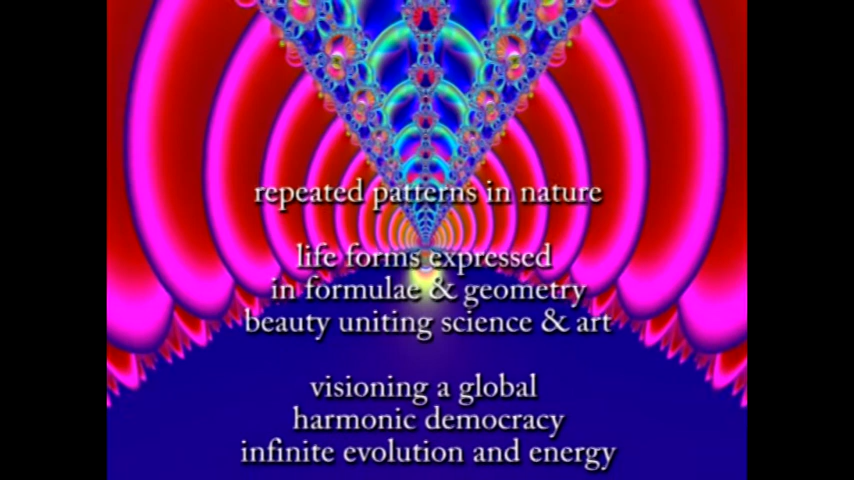 repeated patterns in nature
life forms expressed
in formulae & geometry
beauty uniting science & art
visioning a global
harmonic democracy
infinite evolution and energy